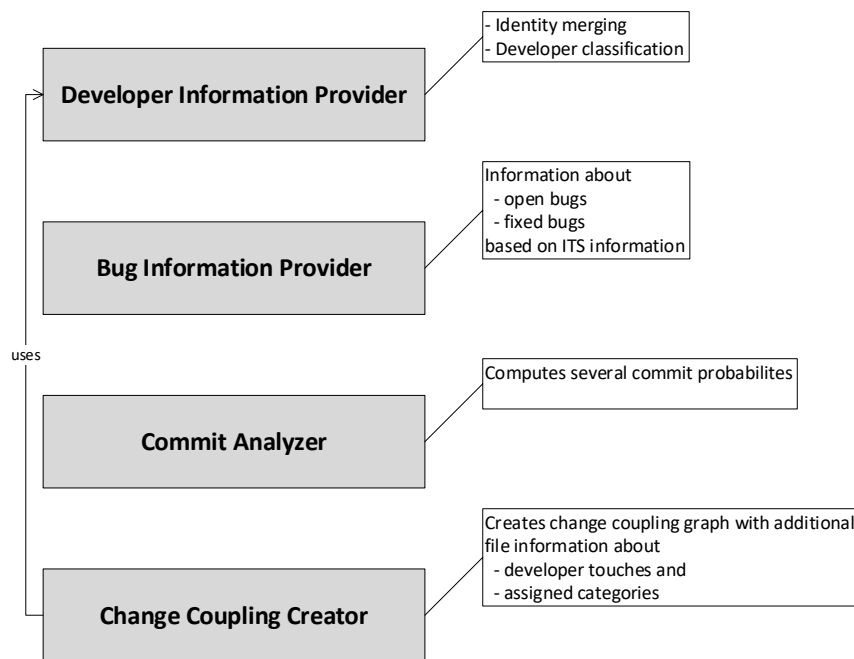 - Identity merging
- Developer classification
Developer Information Provider
Information about
- open bugs
- fixed bugs
based on ITS information
Bug Information Provider
uses
Computes several commit probabilites
Commit Analyzer
Creates change coupling graph with additional
file information about
- developer touches and
- assigned categories
Change Coupling Creator